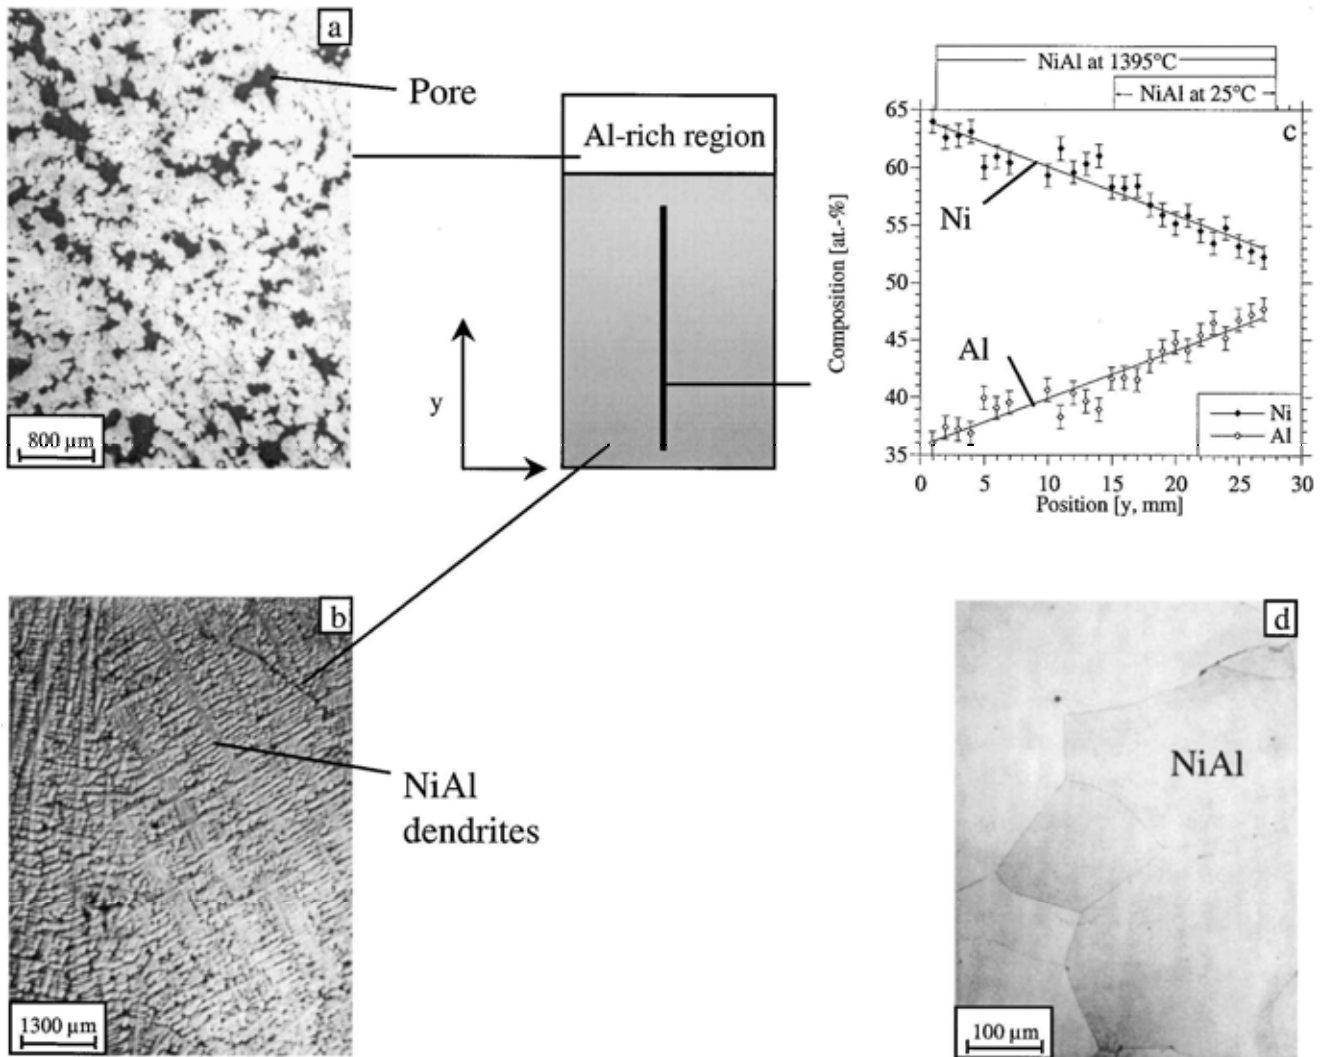 a
Pore
800 µm
Al-rich region
y
NiAl at 1395°C
NiAl at 25°C
c
65
60
55
50
45
40
35
Composition [at.-%]
Ni
Al
Ni
Al
0
5
10
15
20
25
30
Position [y, mm]
b
NiAl
dendrites
1300 µm
d
NiAl
100 µm